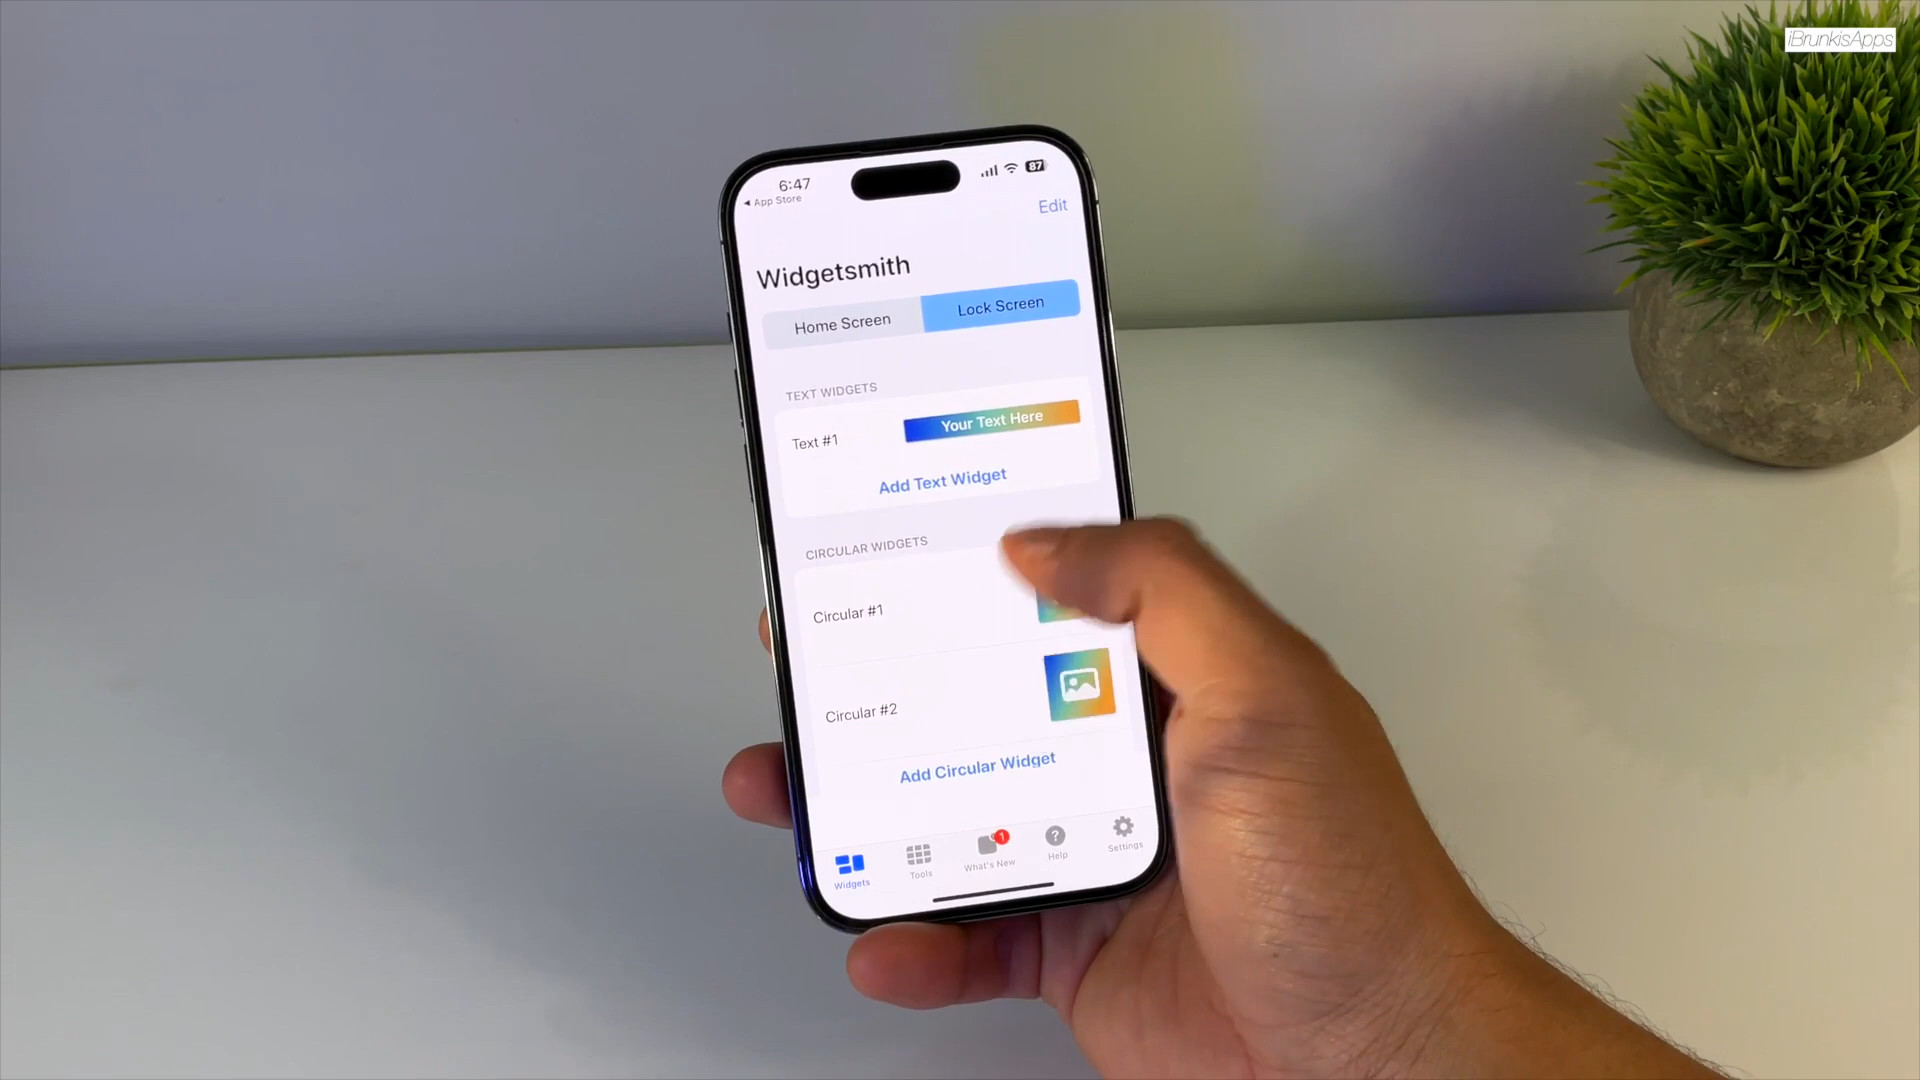 iBrunkisApps
6:47
87
◄ App Store
Edit
Widgetsmith
Home Screen
Lock Screen
TEXT WIDGETS
Text #1
Your Text Here
Add Text Widget
CIRCULAR WIDGETS
Circular #1
Circular #2
Add Circular Widget
1
?
Widgets
Tools
What's New
Help
Settings